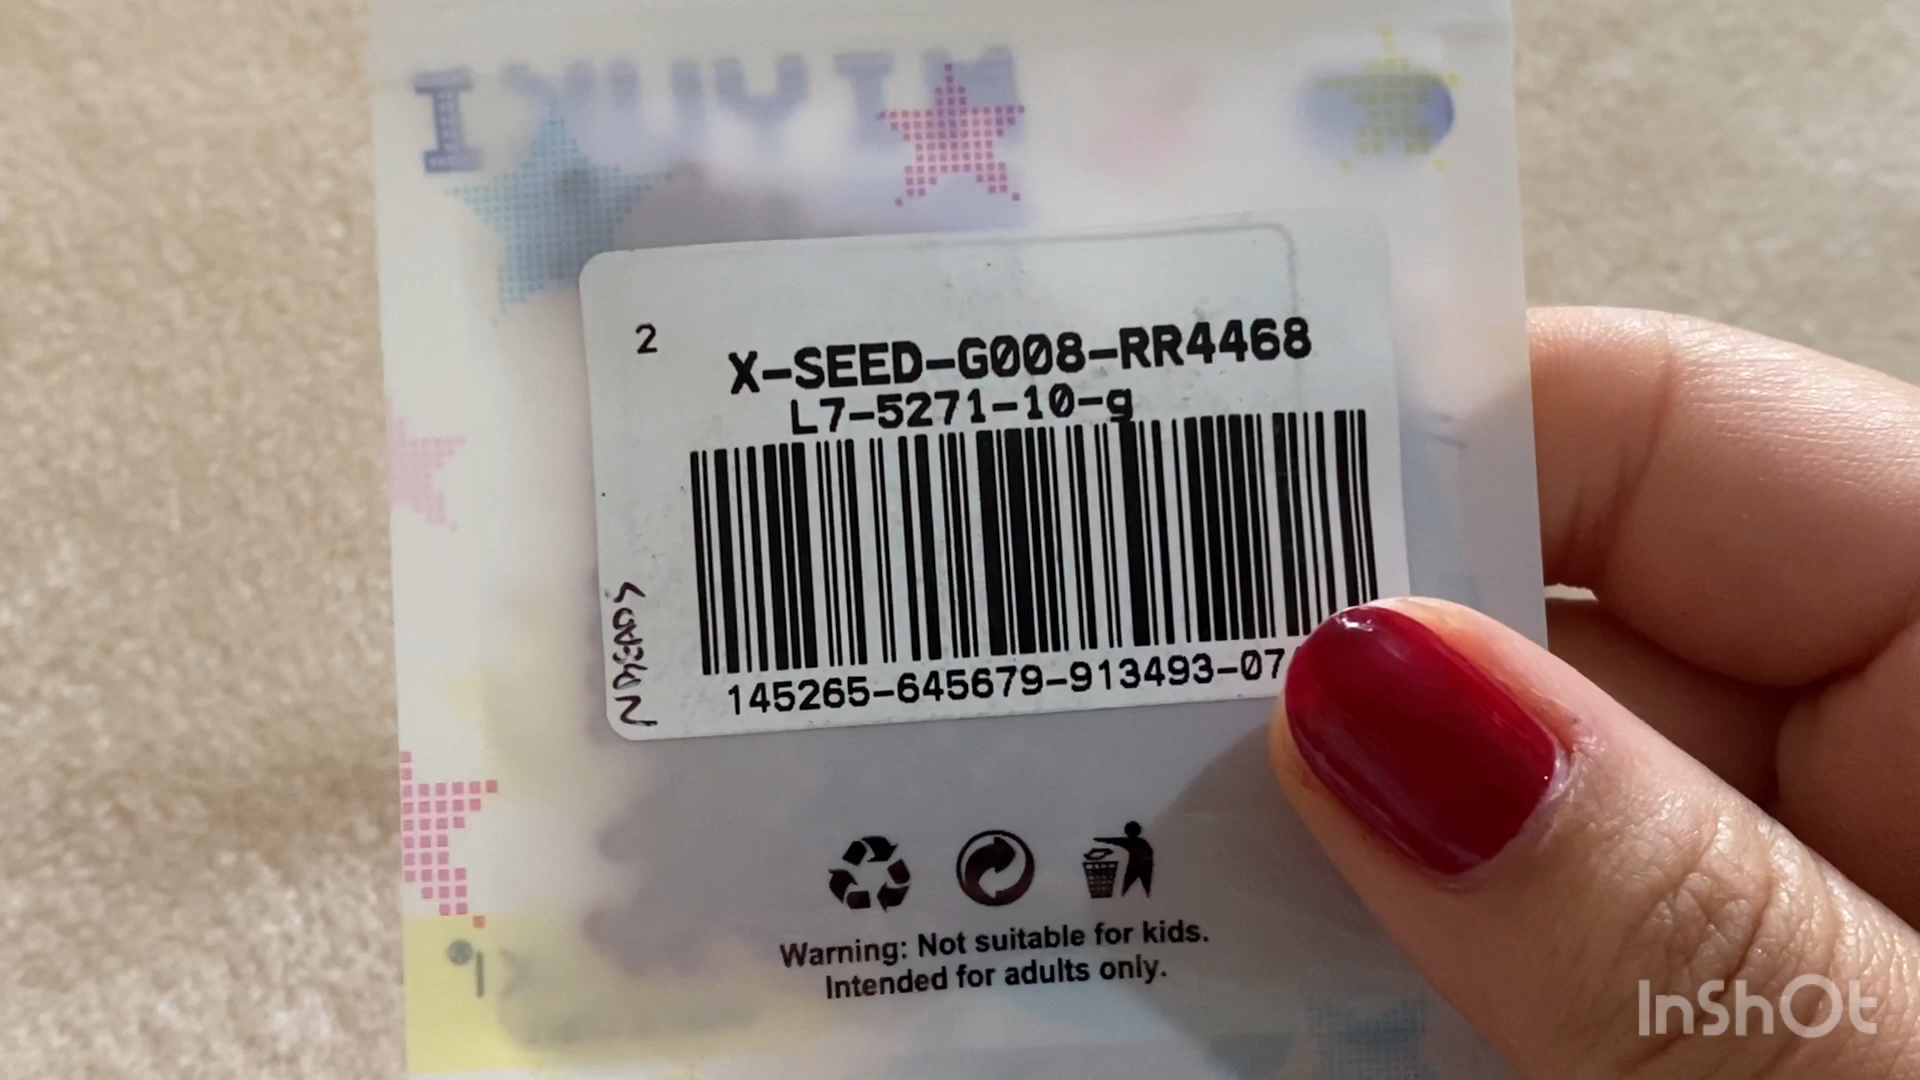 MIYUKI
2
X-SEED-G008-RR4468
L7-5271-10-g
145265-645679-913493-07
Warning: Not suitable for kids.
Intended for adults only.
InShOt